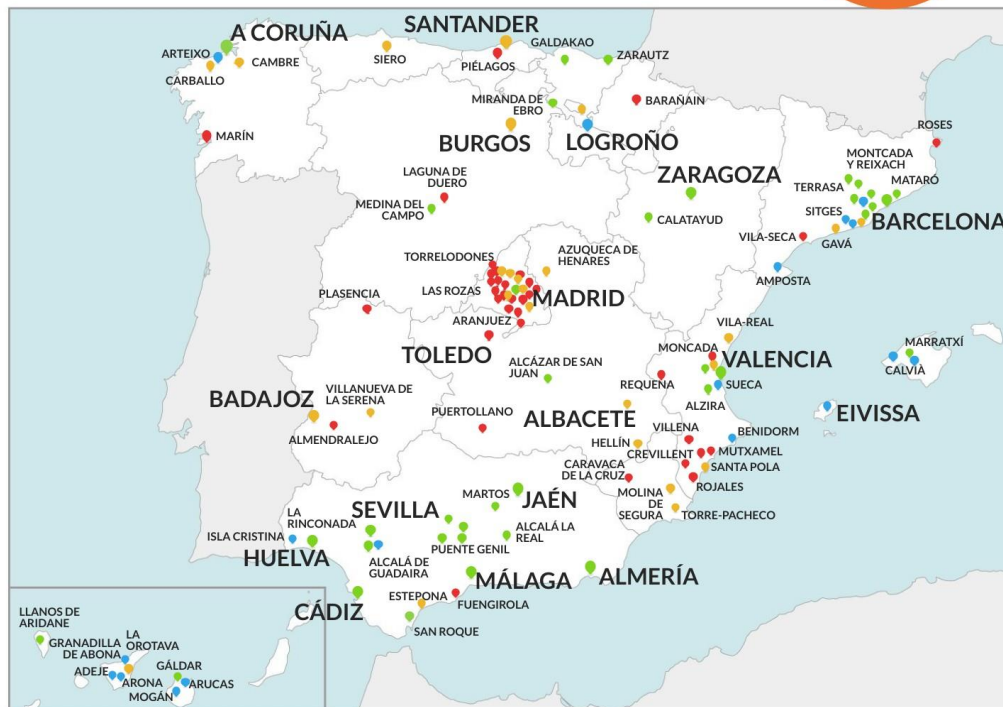 SANTANDER
A CORUÑA
GALDAKAO
ARTEIXO
CAMBRE
SIERO
PIÉLAGOS
ZARAUTZ
CARBALLO
MIRANDA DE
EBRO
BARAÑAIN
MARÍN
BURGOS
LOGROÑO
ROSES
LAGUNA DE
DUERO
ZARAGOZA
MONTCADA
Y REIXACH
TERRASA
MATARÓ
MEDINA DEL
CAMPO
CALATAYUD
SITGES
BARCELONA
VILA-SECA
GAVÁ
TORRELODONES
AZUQUECA DE
HENARES
AMPOSTA
PLASENCIA
LAS ROZAS
MADRID
ARANJUEZ
VILA-REAL
TOLEDO
MONCADA
VALENCIA
MARRATXÍ
CALVIÀ
ALCÁZAR DE SAN
JUAN
REQUENA
SUECA
BADAJOZ
VILLANUEVA DE
LA SERENA
ALZIRA
EIVISSA
PUERTOLLANO
ALBACETE
ALMENDRALEJO
VILLENA
BENIDORM
HELLÍN
CREVILLENT
MUTXAMEL
CARAVACA
DE LA CRUZ
SANTA POLA
ROJALES
MARTOS
JAÉN
MOLINA
DE
SEGURA
TORRE-PACHECO
LA
RINCONADA
SEVILLA
ISLA CRISTINA
ALCALÁ LA
REAL
HUELVA
PUENTE GENIL
ALCALÁ DE
GUADAIRA
MÁLAGA
ALMERÍA
CÁDIZ
ESTEPONA
FUENGIROLA
SAN ROQUE
LLANOS DE
ARIDANE
GRANADILLA
DE ABONA
LA
OROTAVA
ADEJE
ARONA
GÁLDAR
ARUCAS
MOGÁN